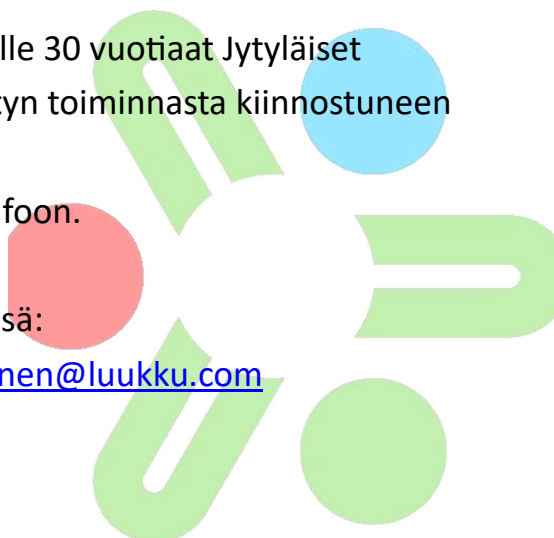 lle 30 vuotiaat Jytyläiset
tyn toiminnasta kiinnostuneen
foon.
sä:
nen@luukku.com